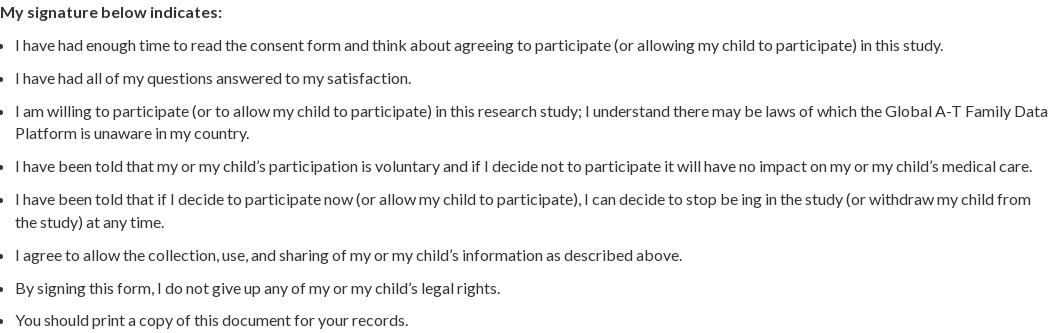 My signature below indicates:
• I have had enough time to read the consent form and think about agreeing to participate (or allowing my child to participate) in this study.
• I have had all of my questions answered to my satisfaction.
• I am willing to participate (or to allow my child to participate) in this research study; I understand there may be laws of which the Global A-T Family Data
Platform is unaware in my country.
• I have been told that my or my child’s participation is voluntary and if I decide not to participate it will have no impact on my or my child’s medical care.
• I have been told that if I decide to participate now (or allow my child to participate), I can decide to stop be ing in the study (or withdraw my child from
the study) at any time.
• I agree to allow the collection, use, and sharing of my or my child’s information as described above.
• By signing this form, I do not give up any of my or my child’s legal rights.
• You should print a copy of this document for your records.